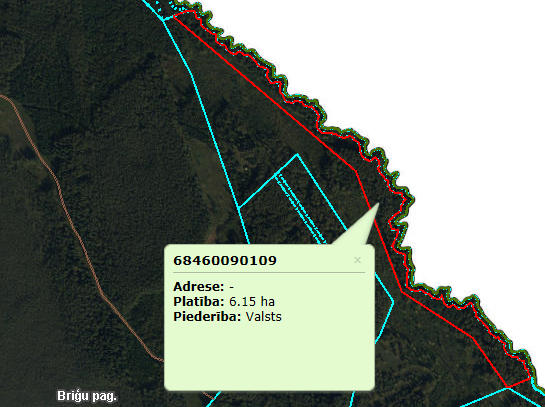 68460090109
×
Adrese: -
Platība: 6.15 ha
Piederība: Valsts
Briģu pag.